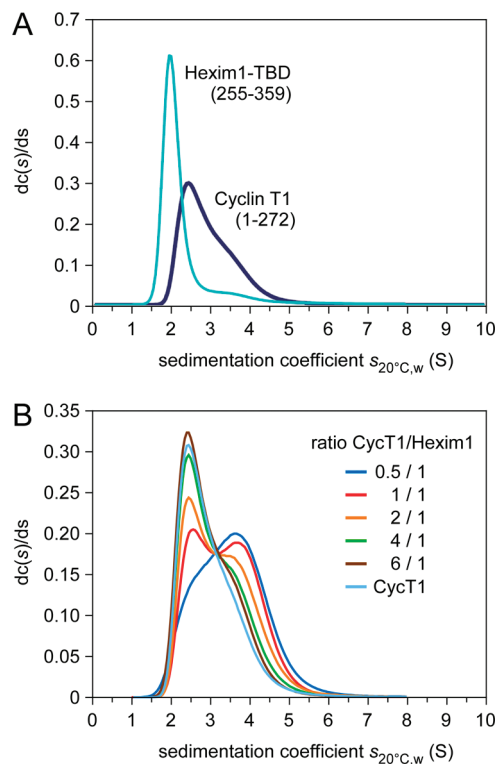 A
0.7
0.6
0.5
0.4
0.3
0.2
0.1
0
dc(s)/ds
Hexim1-TBD
(255-359)
Cyclin T1
(1-272)
0 1 2 3 4 5 6 7 8 9 10
sedimentation coefficient s20°C,w (S)
B
0.35
0.30
0.25
0.20
0.15
0.10
0.05
0
dc(s)/ds
ratio CycT1/Hexim1
0.5 / 1
1 / 1
2 / 1
4 / 1
6 / 1
CycT1
0 1 2 3 4 5 6 7 8 9 10
sedimentation coefficient s20°C,w (S)